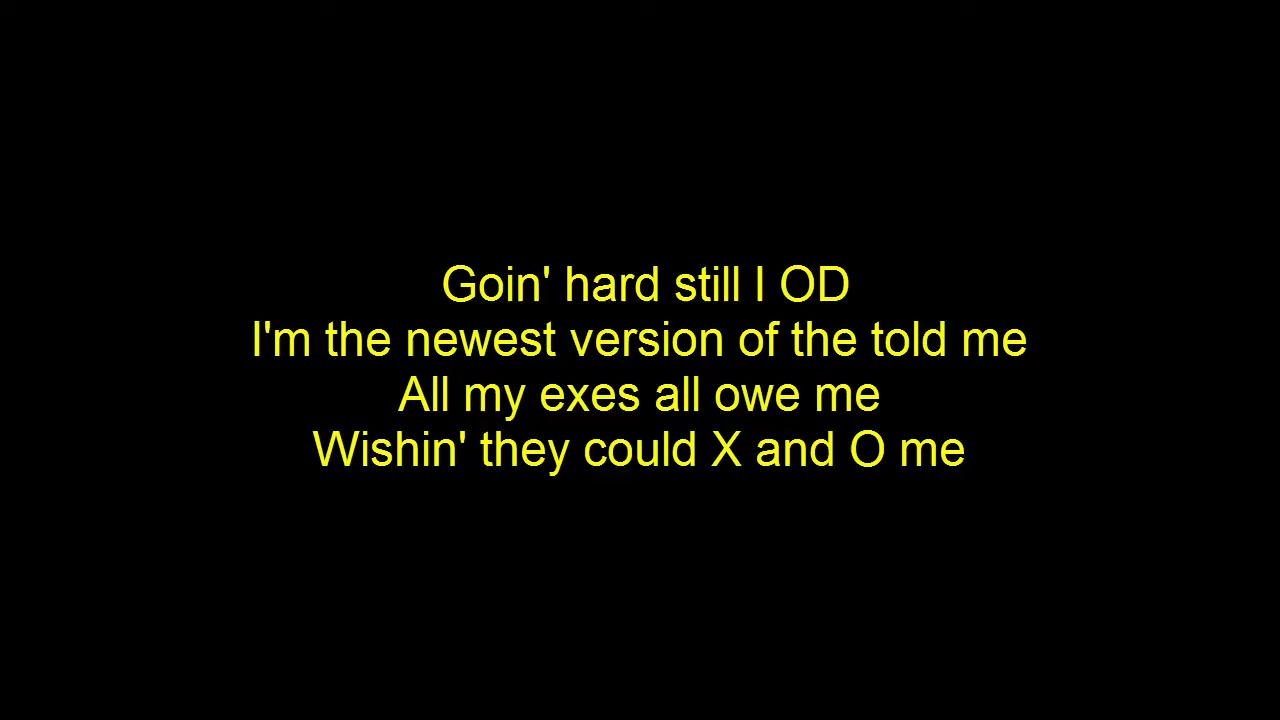 Goin' hard still I OD
I'm the newest version of the told me
All my exes all owe me
Wishin' they could X and O me